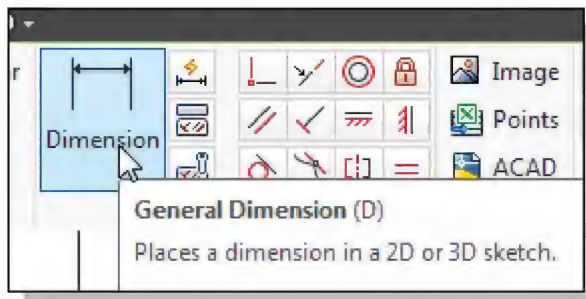 r
Dimension
Image
Points
ACAD
General Dimension (D)
Places a dimension in a 2D or 3D sketch.